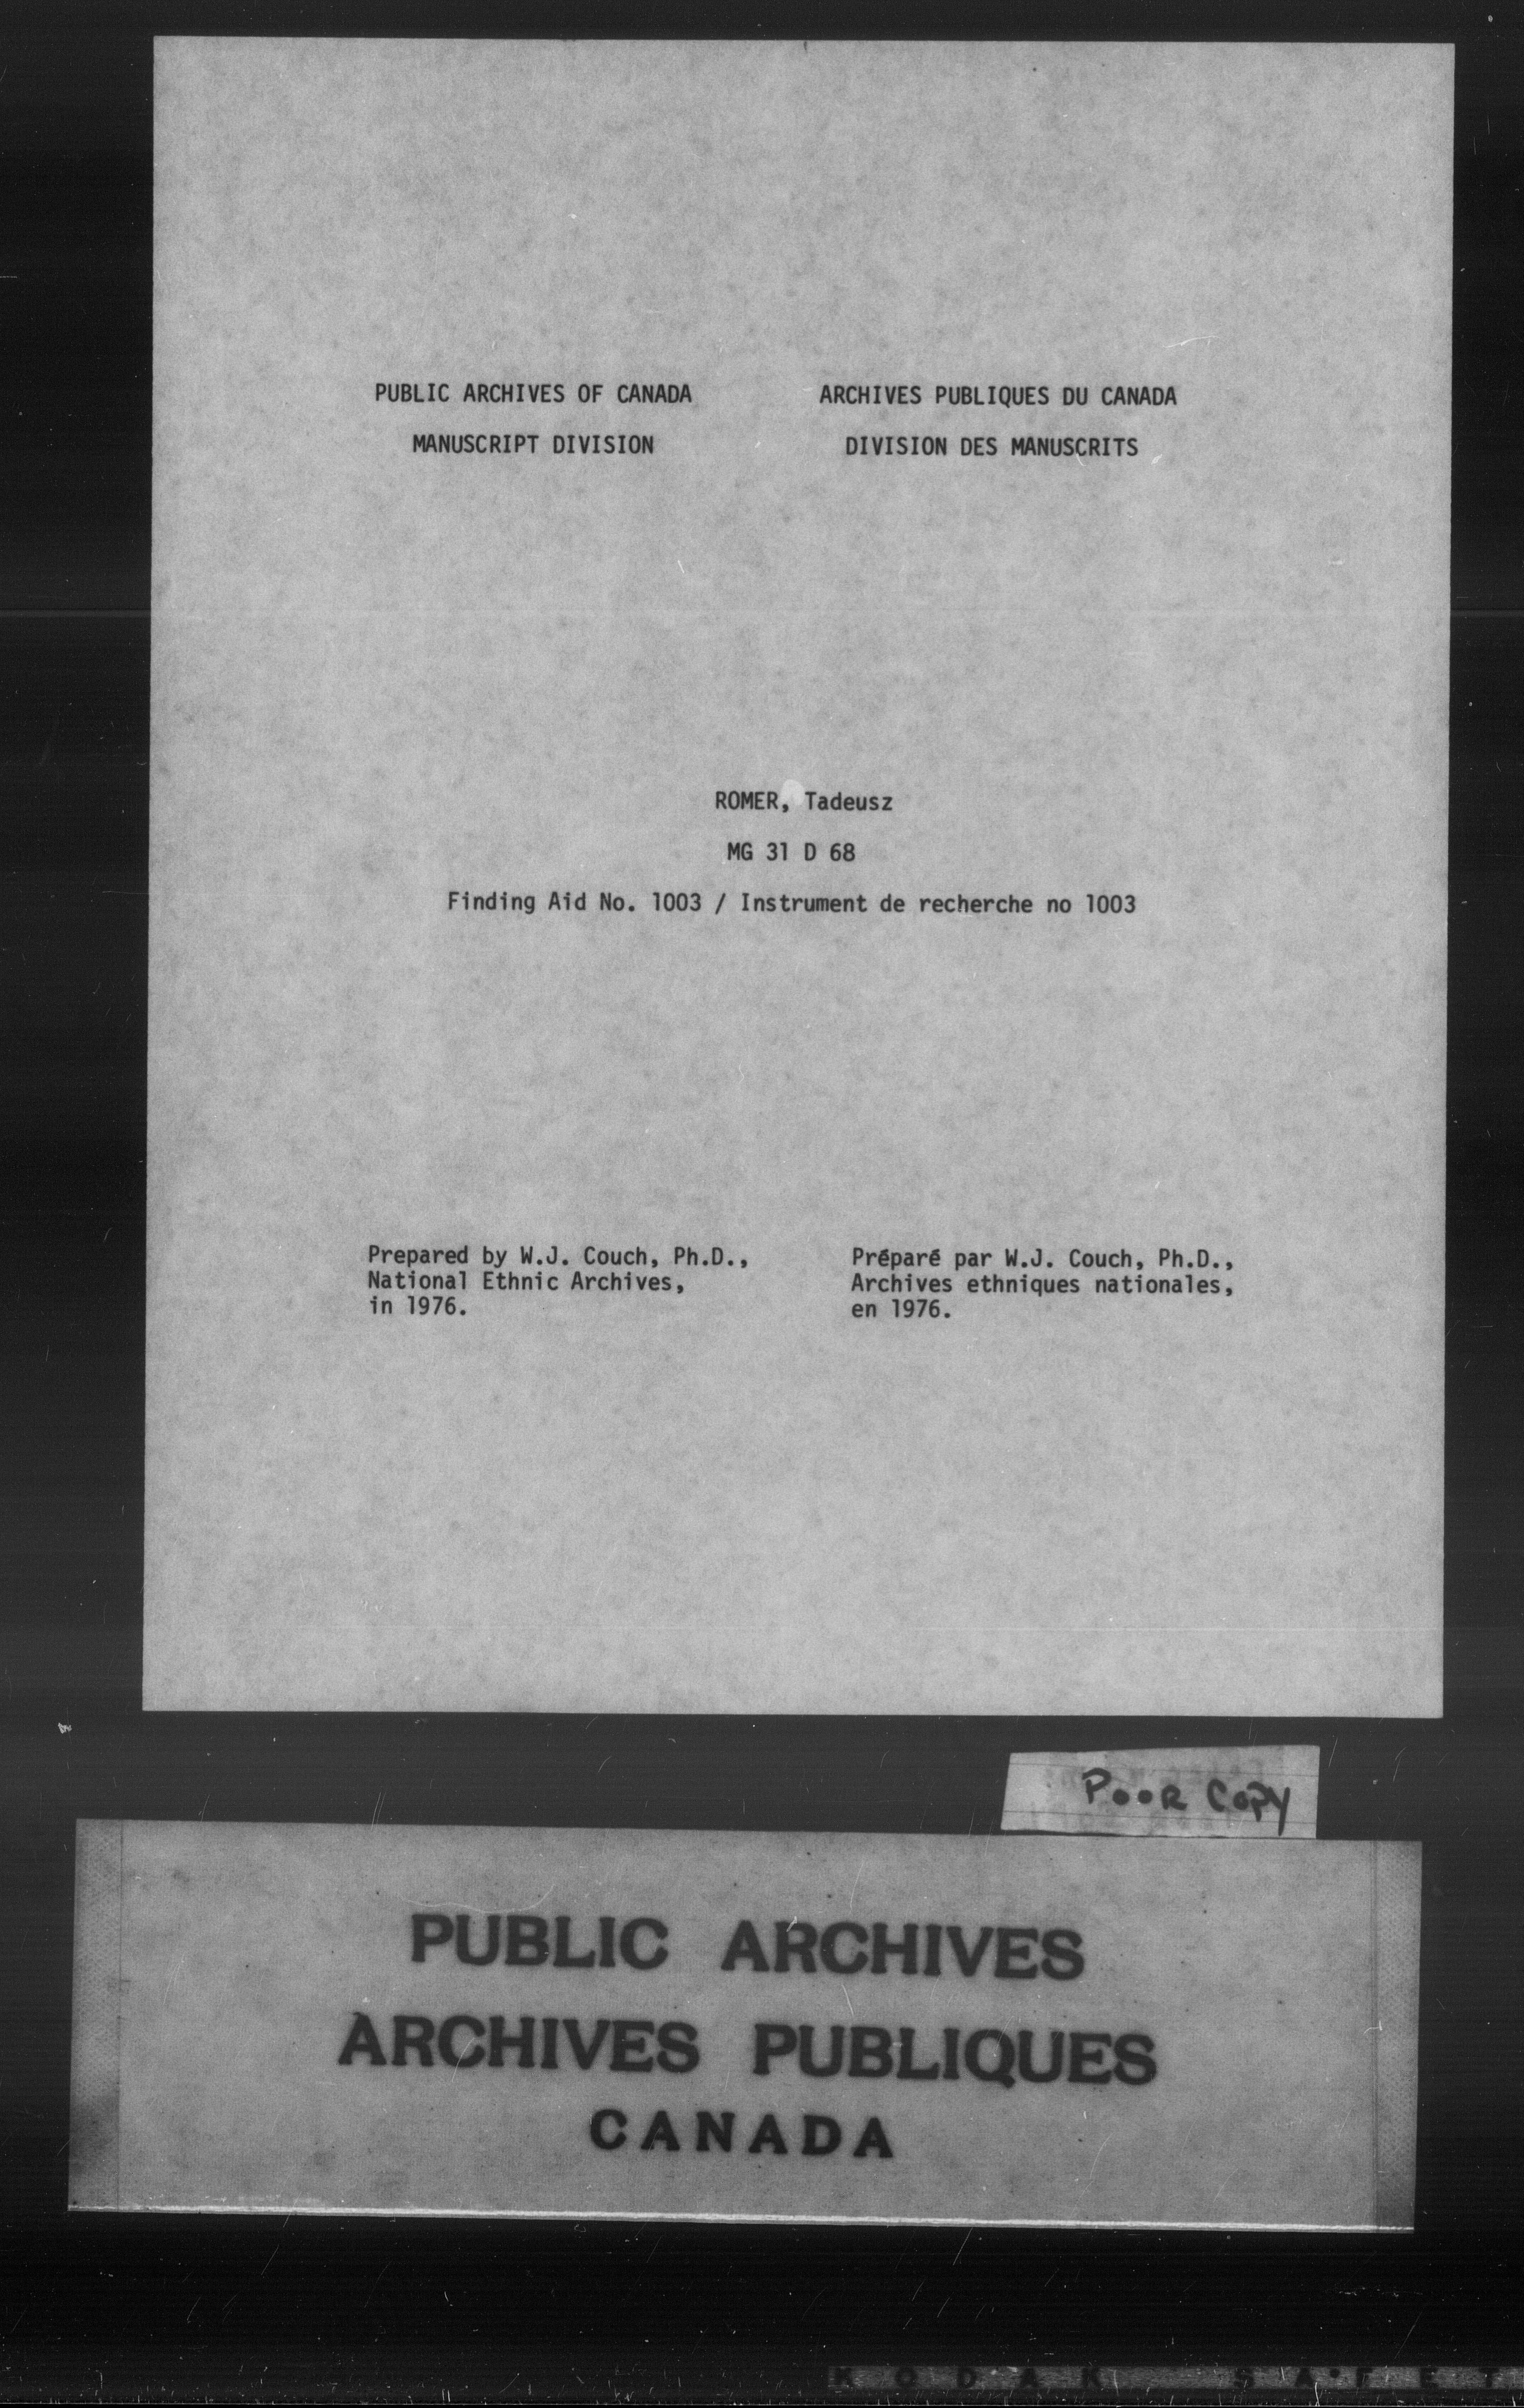 PUBLIC ARCHIVES OF CANADA
MANUSCRIPT DIVISION
ARCHIVES PUBLIQUES DU CANADA
DIVISION DES MANUSCRITS
ROMER, Tadeusz
MG 31 D 68
Finding Aid No. 1003 / Instrument de recherche no 1003
Prepared by W.J. Couch, Ph.D.,
National Ethnic Archives,
in 1976.
Préparé par W.J. Couch, Ph.D.,
Archives ethniques nationales,
en 1976.
POOR COPY
PUBLIC ARCHIVES
ARCHIVES PUBLIQUES
CANADA
KODAK SAFET